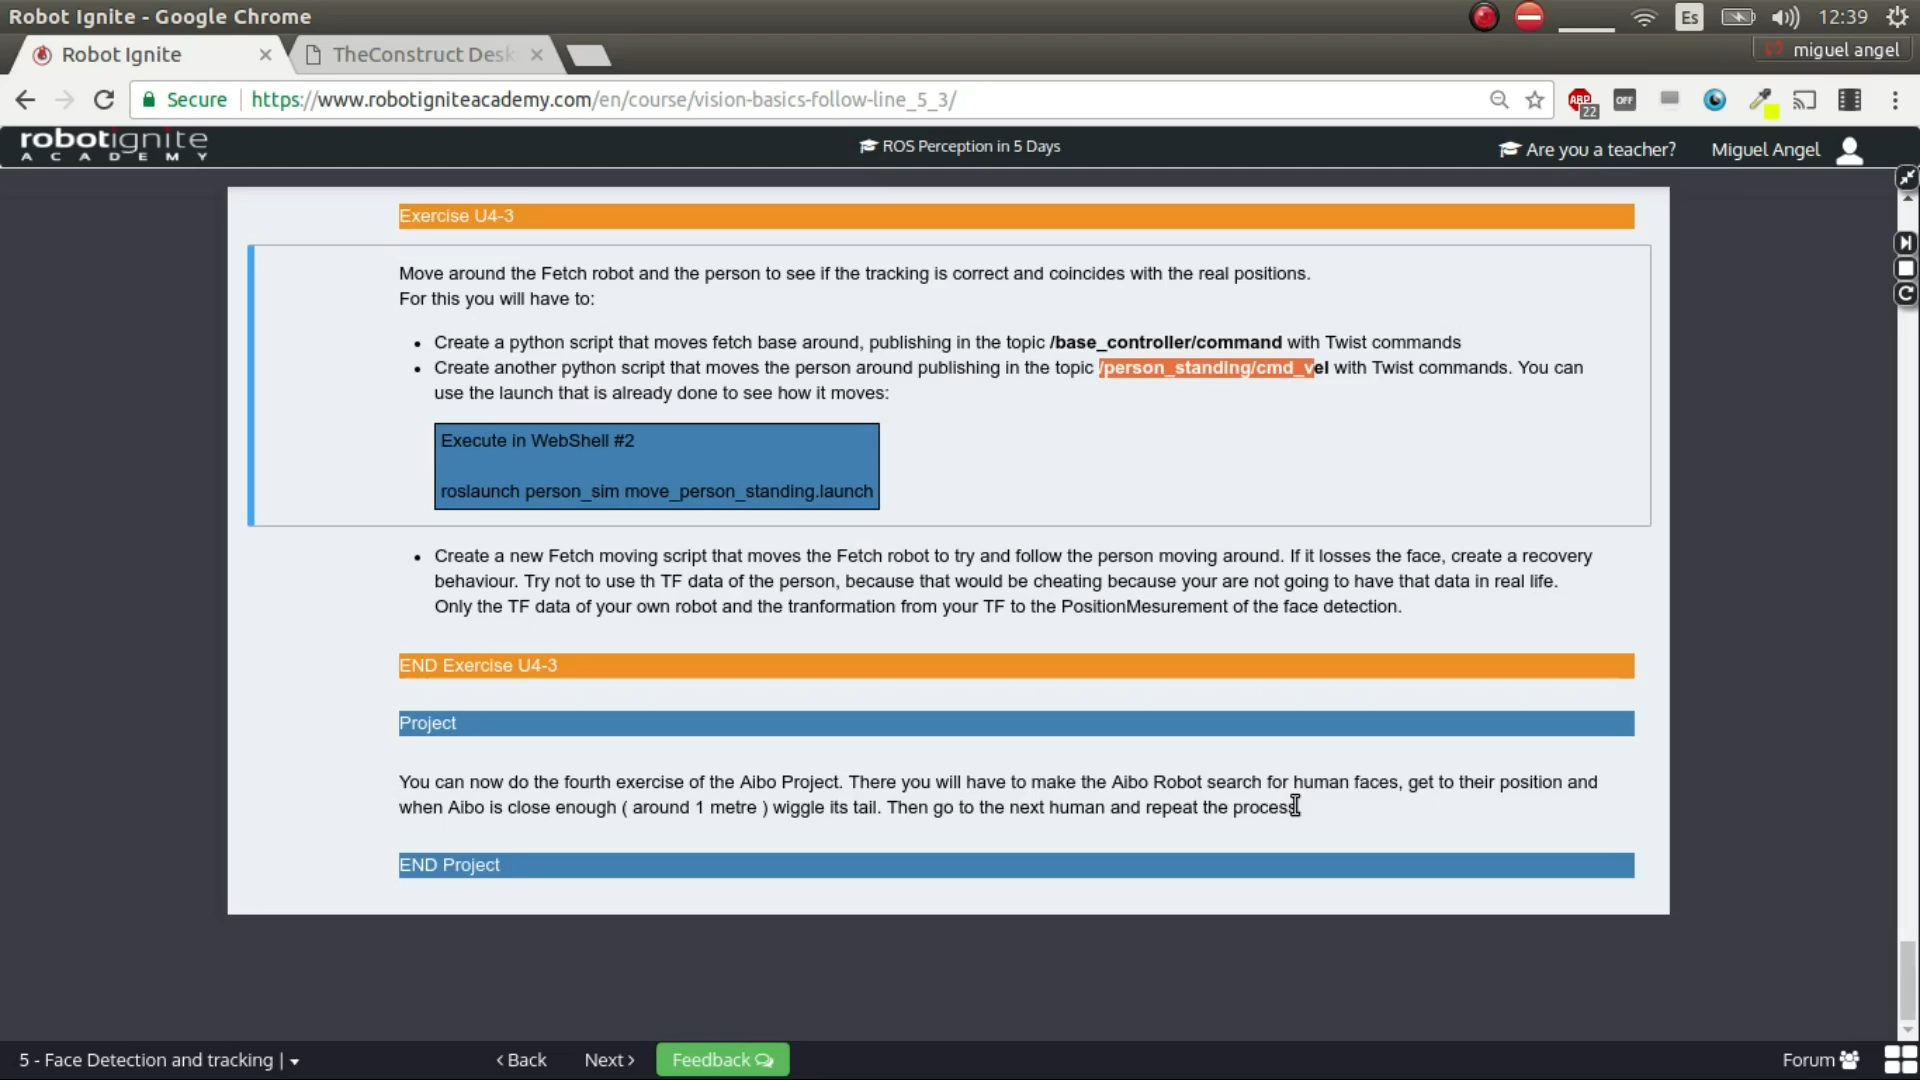 Robot Ignite - Google Chrome
Es
12:39
Robot Ignite
TheConstruct Desk
miguel angel
Secure
https://www.robotigniteacademy.com/en/course/vision-basics-follow-line_5_3/
ABP
22
OFF
robotignite
ACADEMY
ROS Perception in 5 Days
Are you a teacher?
Miguel Angel
Exercise U4-3
Move around the Fetch robot and the person to see if the tracking is correct and coincides with the real positions.
For this you will have to:
Create a python script that moves fetch base around, publishing in the topic /base_controller/command with Twist commands
Create another python script that moves the person around publishing in the topic /person_standing/cmd_vel with Twist commands. You can
use the launch that is already done to see how it moves:
Execute in WebShell #2
roslaunch person_sim move_person_standing.launch
Create a new Fetch moving script that moves the Fetch robot to try and follow the person moving around. If it losses the face, create a recovery
behaviour. Try not to use th TF data of the person, because that would be cheating because your are not going to have that data in real life.
Only the TF data of your own robot and the tranformation from your TF to the PositionMesurement of the face detection.
END Exercise U4-3
Project
You can now do the fourth exercise of the Aibo Project. There you will have to make the Aibo Robot search for human faces, get to their position and
when Aibo is close enough ( around 1 metre ) wiggle its tail. Then go to the next human and repeat the process.
END Project
5 - Face Detection and tracking |
< Back
Next >
Feedback
Forum